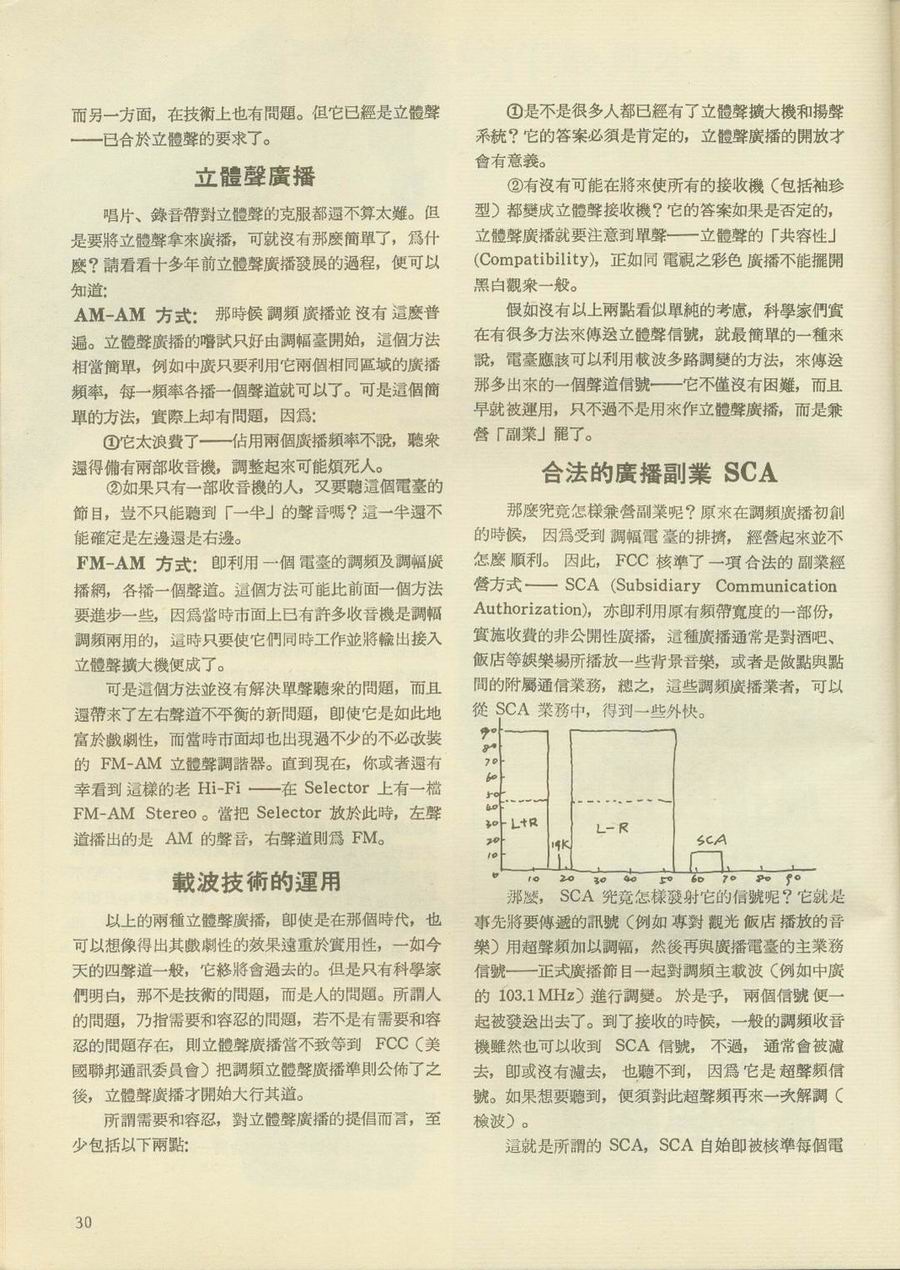 而另一方面，在技術上也有問題。但它已經是立體聲
——已合於立體聲的要求了。
立體聲廣播
唱片、錄音帶對立體聲的克服都還不算太難。但
是要將立體聲拿來廣播，可就沒有那麼簡單了，爲什
麽？請看看十多年前立體聲廣播發展的過程，便可以
知道：
AM-AM 方式：那時候調頻廣播並沒有這麼普
遍。立體聲廣播的嚐試只好由調幅臺開始，這個方法
相當簡單，例如中廣只要利用它兩個相同區域的廣播
頻率，每一頻率各播一個聲道就可以了。可是這個簡
單的方法，實際上却有問題，因爲：
①它太浪費了——佔用兩個廣播頻率不說，聽衆
還得備有兩部收音機，調整起來可能煩死人。
②如果只有一部收音機的人，又要聽這個電臺的
節目，豈不只能聽到「一半」的聲音嗎？這一半還不
能確定是左邊還是右邊。
FM-AM 方式：卽利用一個電臺的調頻及調幅廣
播網，各播一個聲道。這個方法可能比前面一個方法
要進步一些，因爲當時市面上已有許多收音機是調幅
調頻兩用的，這時只要使它們同時工作並將輸出接入
立體聲擴大機便成了。
可是這個方法並沒有解決單聲聽衆的問題，而且
還帶來了左右聲道不平衡的新問題，卽使它是如此地
富於戲劇性，而當時市面却也出現過不少的不必改裝
的 FM-AM 立體聲調諧器。直到現在，你或者還有
幸看到這樣的老 Hi-Fi ——在 Selector 上有一檔
FM-AM Stereo 。當把 Selector 放於此時，左聲
道播出的是 AM 的聲音，右聲道則爲 FM。
載波技術的運用
以上的兩種立體聲廣播，卽使是在那個時代，也
可以想像得出其戲劇性的效果遠重於實用性，一如今
天的四聲道一般，它終將會過去的。但是只有科學家
們明白，那不是技術的問題，而是人的問題。所謂人
的問題，乃指需要和容忍的問題，若不是有需要和容
忍的問題存在，則立體聲廣播當不致等到 FCC（美
國聯邦通訊委員會）把調頻立體聲廣播準則公佈了之
後，立體聲廣播才開始大行其道。
所謂需要和容忍，對立體聲廣播的提倡而言，至
少包括以下兩點：
30
①是不是很多人都已經有了立體聲擴大機和揚聲
系統？它的答案必須是肯定的，立體聲廣播的開放才
會有意義。
②有沒有可能在將來使所有的接收機（包括袖珍
型）都變成立體聲接收機？它的答案如果是否定的，
立體聲廣播就要注意到單聲——立體聲的「共容性」
(Compatibility)，正如同電視之彩色廣播不能擺開
黑白觀衆一般。
假如沒有以上兩點看似單純的考慮，科學家們實
在有很多方法來傳送立體聲信號，就最簡單的一種來
說，電臺應該可以利用載波多路調變的方法，來傳送
那多出來的一個聲道信號——它不僅沒有困難，而且
早就被運用，只不過不是用來作立體聲廣播，而是兼
營「副業」罷了。
合法的廣播副業 SCA
那麼究竟怎樣兼營副業呢？原來在調頻廣播初創
的時候，因爲受到調幅電臺的排擠，經營起來並不
怎麼順利。因此，FCC 核準了一項合法的副業經
營方式—— SCA (Subsidiary Communication
Authorization)，亦卽利用原有頻帶寬度的一部份，
實施收費的非公開性廣播，這種廣播通常是對酒吧、
飯店等娛樂場所播放一些背景音樂，或者是做點與點
間的附屬通信業務，總之，這些調頻廣播業者，可以
從 SCA 業務中，得到一些外快。
90
80
70
60
50
40
30
20
10
0
L+R
19K
L-R
SCA
10 20 30 40 50 60 70 80 90
那麼，SCA 究竟怎樣發射它的信號呢？它就是
事先將要傳遞的訊號（例如專對觀光飯店播放的音
樂）用超聲頻加以調幅，然後再與廣播電臺的主業務
信號——正式廣播節目一起對調頻主載波（例如中廣
的 103.1 MHz）進行調變。於是乎，兩個信號便一
起被發送出去了。到了接收的時候，一般的調頻收音
機雖然也可以收到 SCA 信號，不過，通常會被濾
去，卽或沒有濾去，也聽不到，因爲它是超聲頻信
號。如果想要聽到，便須對此超聲頻再來一次解調（
檢波）。
這就是所謂的 SCA，SCA 自始卽被核準每個電